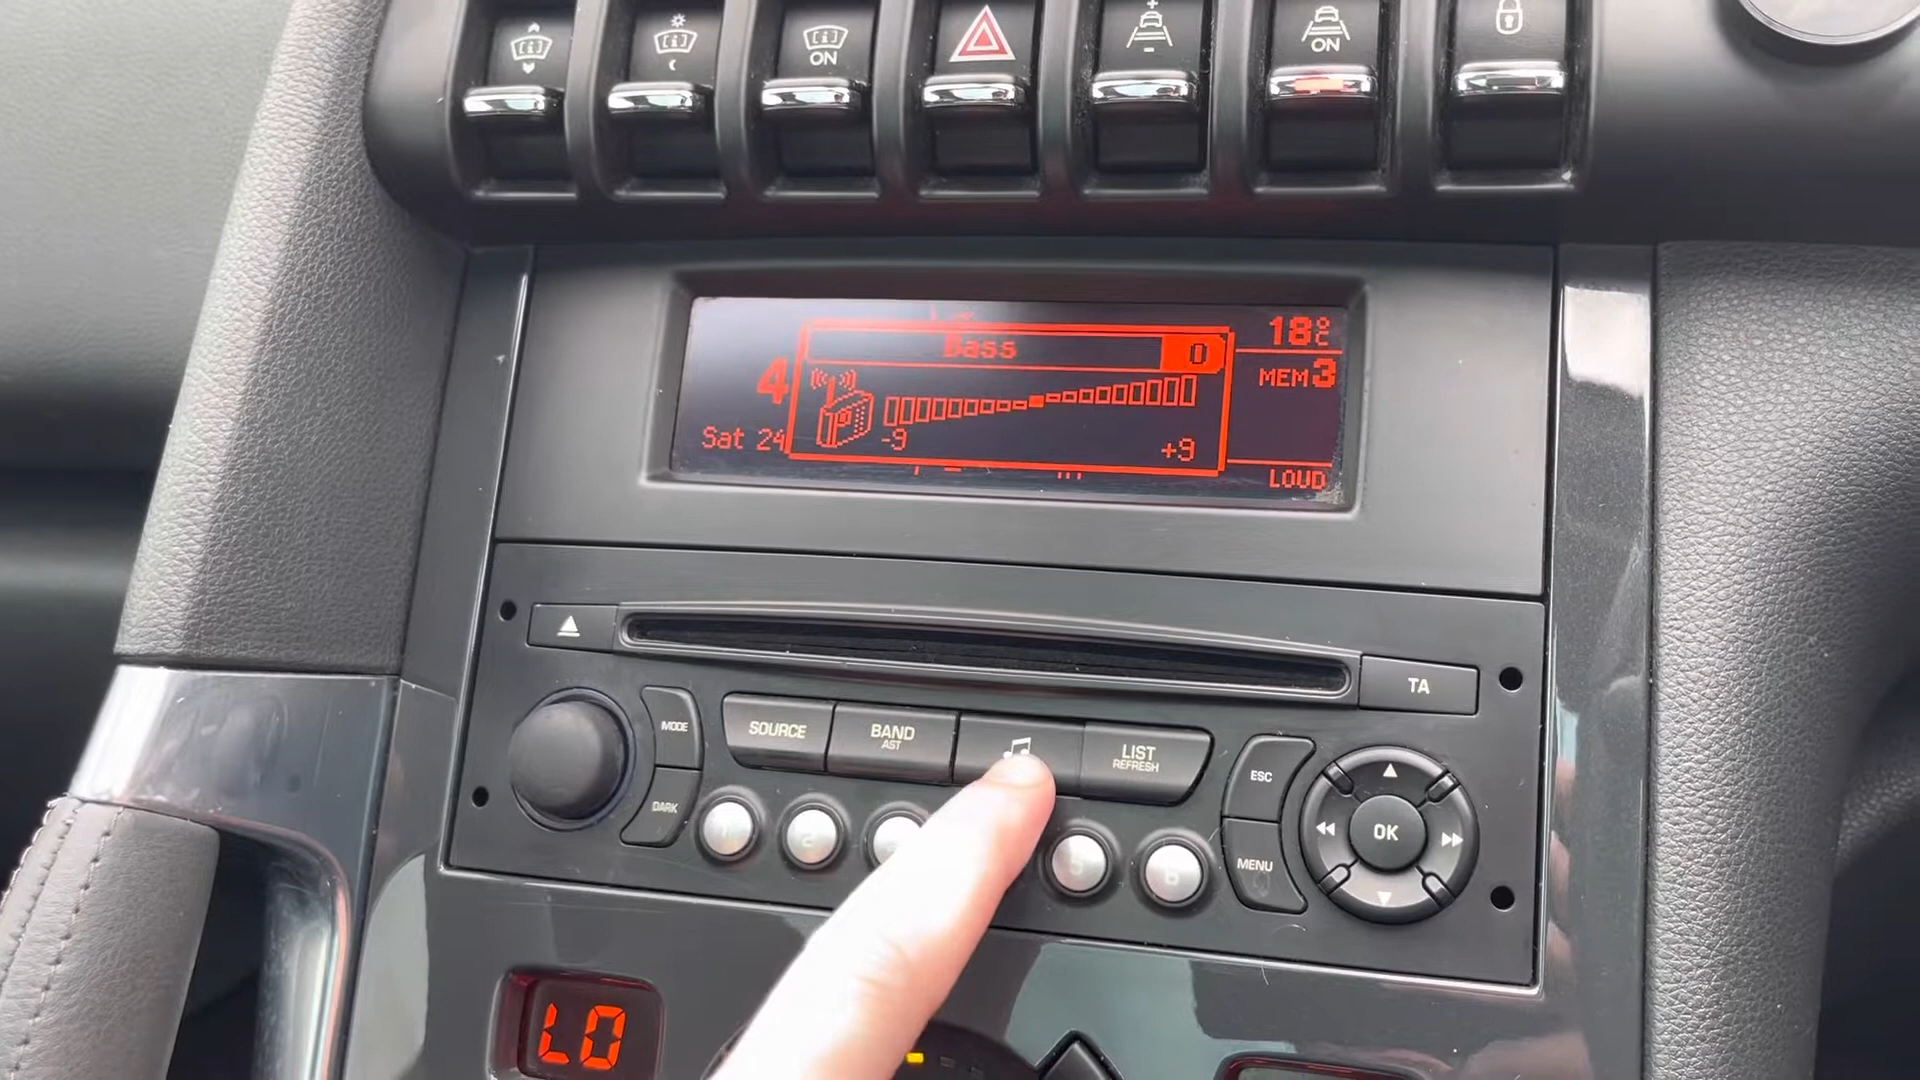 ON
ON
Bass 0
18°C
4
MEM 3
Sat 24
-9
+9
LOUD
TA
MODE
SOURCE
BAND
AST
LIST
REFRESH
ESC
DARK
1
2
5
6
OK
MENU
LO